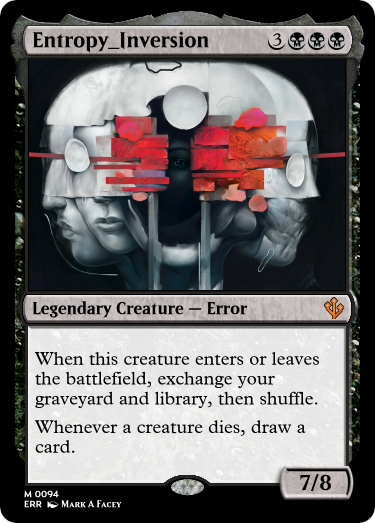 Entropy_Inversion 3
Legendary Creature — Error
When this creature enters or leaves
the battlefield, exchange your
graveyard and library, then shuffle.
Whenever a creature dies, draw a
card.
7/8
M 0094
ERR Mark A Facey